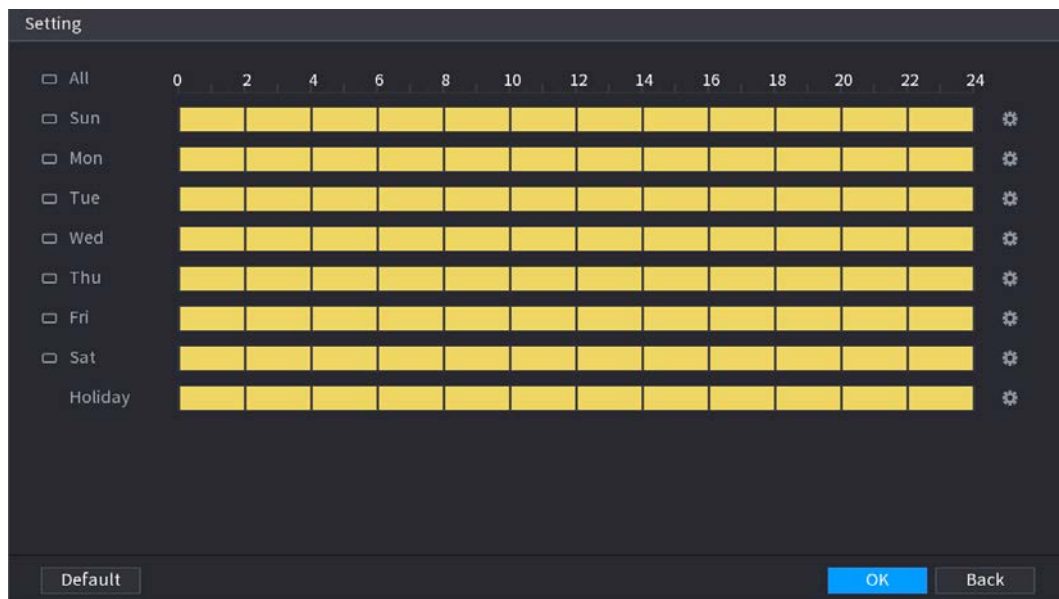 Setting
All 0 2 4 6 8 10 12 14 16 18 20 22 24
Sun
Mon
Tue
Wed
Thu
Fri
Sat
Holiday
Default OK Back